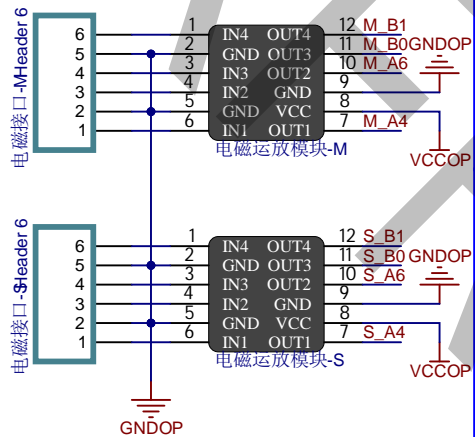 电磁接口-M
Header 6
6
5
4
3
2
1
1
2
3
4
5
6
IN4 OUT4
GND OUT3
IN3 OUT2
IN2 GND
GND VCC
IN1 OUT1
12 M_B1
11 M_B0
10 M_A6
9
8
7 M_A4
GNDOP
VCCOP
电磁运放模块-M
电磁接口-S
Header 6
6
5
4
3
2
1
1
2
3
4
5
6
IN4 OUT4
GND OUT3
IN3 OUT2
IN2 GND
GND VCC
IN1 OUT1
12 S_B1
11 S_B0
10 S_A6
9
8
7 S_A4
GNDOP
VCCOP
电磁运放模块-S
GNDOP